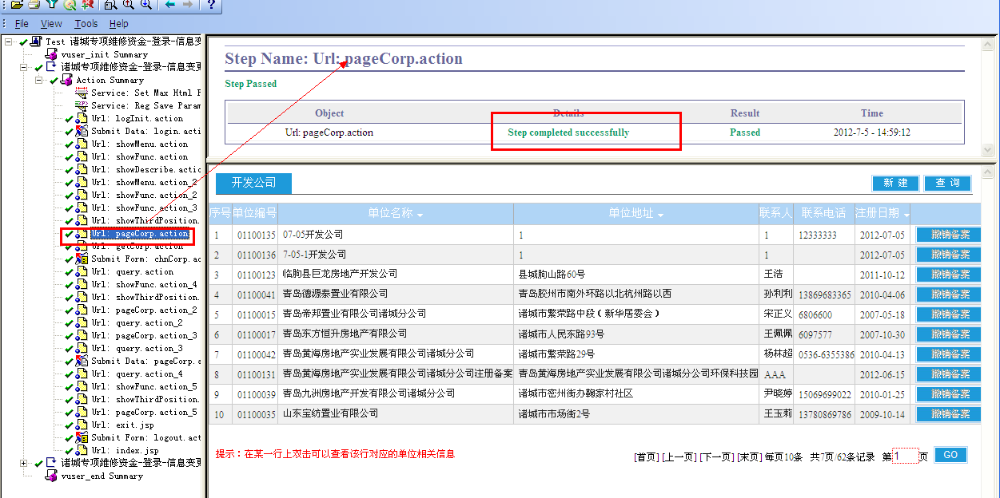 File View Tools Help
Test 诸城专项维修资金-登录-信息变
vuser_init Summary
诸城专项维修资金-登录-信息变更
Action Summary
Service: Set Max Html P
Service: Reg Save Param
Url: logInit.action
Submit Data: login.acti
Url: showMenu.action
Url: showFunc.action
Url: showDescribe.actio
Url: showMenu.action_2
Url: showFunc.action_2
Url: showFunc.action_3
Url: showThirdPosition.
Url: pageCorp.action
Url: getCorp.action
Submit Form: chnCorp.ac
Url: query.action
Url: showFunc.action_4
Url: showThirdPosition.
Url: pageCorp.action_2
Url: query.action_2
Url: pageCorp.action_3
Url: query.action_3
Submit Data: pageCorp.a
Url: query.action_4
Url: showFunc.action_5
Url: showThirdPosition.
Url: pageCorp.action_5
Url: exit.jsp
Submit Form: logout.act
Url: index.jsp
诸城专项维修资金-登录-信息变更
vuser_end Summary
Step Name: Url: pageCorp.action
Step Passed
Object Details Result Time
Url: pageCorp.action Step completed successfully Passed 2012-7-5 - 14:59:12
开发公司 新 建 查 询
序号 单位编号 单位名称 单位地址 联系人 联系电话 注册日期
1 01100135 07-05开发公司 1 1 12333333 2012-07-05 撤销备案
2 01100136 7-05-1开发公司 1 1 2012-07-05 撤销备案
3 01100123 临朐县巨龙房地产开发公司 县城朐山路60号 王洁 2011-10-12 撤销备案
4 01100041 青岛德源泰置业有限公司 青岛胶州市南外环路以北杭州路以西 孙利利 13869683365 2010-04-06 撤销备案
5 01100015 青岛帝邦置业有限公司诸城分公司 诸城市繁荣路中段（新华居委会） 宋正义 6806600 2007-05-18 撤销备案
6 01100017 青岛东方恒升房地产有限公司 诸城市人民东路93号 王佩佩 6097577 2007-10-30 撤销备案
7 01100042 青岛黄海房地产实业发展有限公司诸城分公司 诸城市繁荣路29号 杨林超 0536-6355386 2010-04-13 撤销备案
8 01100131 青岛黄海房地产实业发展有限公司诸城分公司注册备案 青岛黄海房地产实业发展有限公司诸城分公司环保科技园 AAA 2012-06-15 撤销备案
9 01100039 青岛九洲房地产开发有限公司诸城分公司 诸城市密州街办鞠家村社区 尹晓婷 15069699022 2010-01-25 撤销备案
10 01100035 山东宝纺置业有限公司 诸城市市场街2号 王玉莉 13780869786 2009-10-14 撤销备案
提示：在某一行上双击可以查看该行对应的单位相关信息
[首页] [上一页] [下一页] [末页] 每页10条 共7页/62条记录 第 1 页 GO